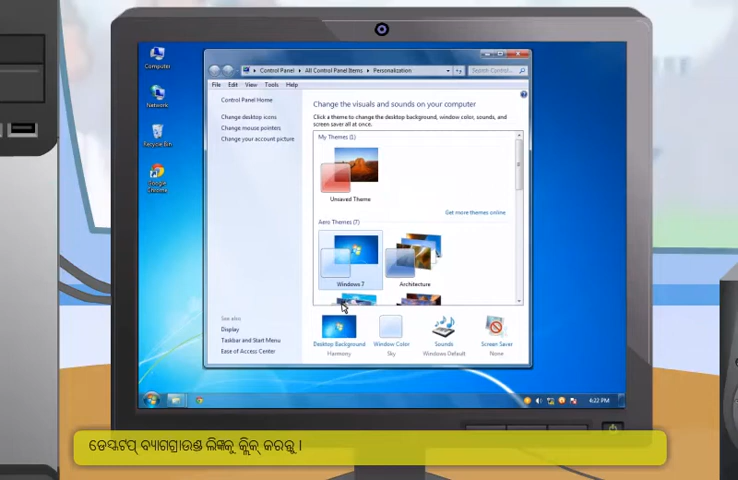 Computer
Network
Recycle Bin
Google
Chrome
Control Panel ▸ All Control Panel Items ▸ Personalization
Search Control...
File Edit View Tools Help
Control Panel Home
Change desktop icons
Change mouse pointers
Change your account picture
See also
Display
Taskbar and Start Menu
Ease of Access Center
Change the visuals and sounds on your computer
Click a theme to change the desktop background, window color, sounds, and
screen saver all at once.
My Themes (1)
Unsaved Theme
Get more themes online
Aero Themes (7)
Windows 7
Architecture
Desktop Background
Harmony
Window Color
Sky
Sounds
Windows Default
Screen Saver
None
6:22 PM
ଡେସ୍କଟପ୍ ବ୍ୟାଗଗ୍ରାଉଣ୍ଡ ଲିଙ୍କକୁ କ୍ଲିକ୍ କରନ୍ତୁ ।